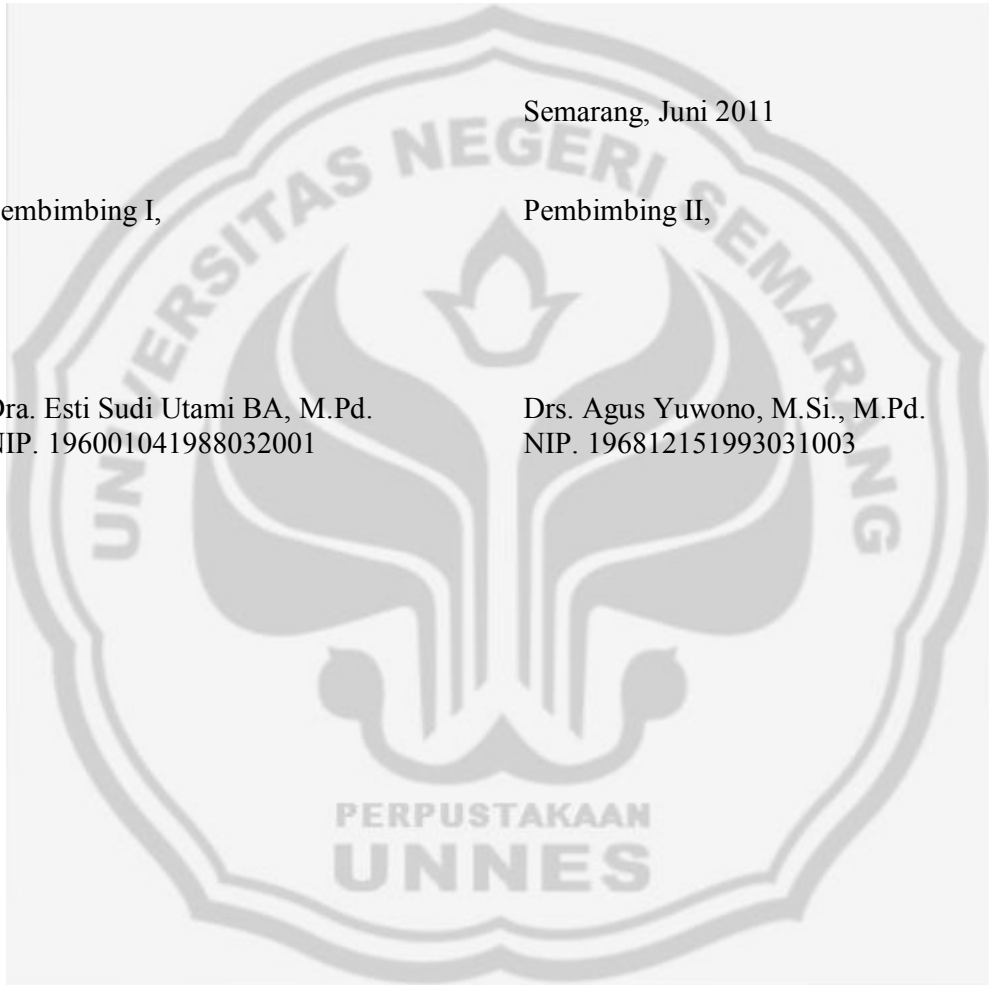 Semarang, Juni 2011
embimbing I,
Pembimbing II,
Dra. Esti Sudi Utami BA, M.Pd.
NIP. 196001041988032001
Drs. Agus Yuwono, M.Si., M.Pd.
NIP. 196812151993031003
UNIVERSITAS NEGERI SEMARANG
PERPUSTAKAAN
UNNES